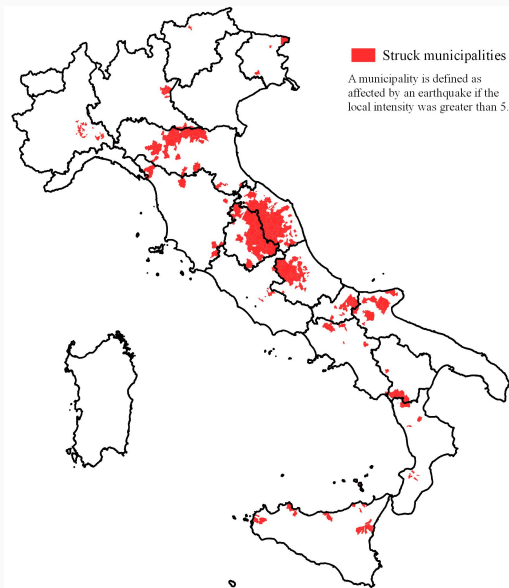 Struck municipalities
A municipality is defined as
affected by an earthquake if the
local intensity was greater than 5.